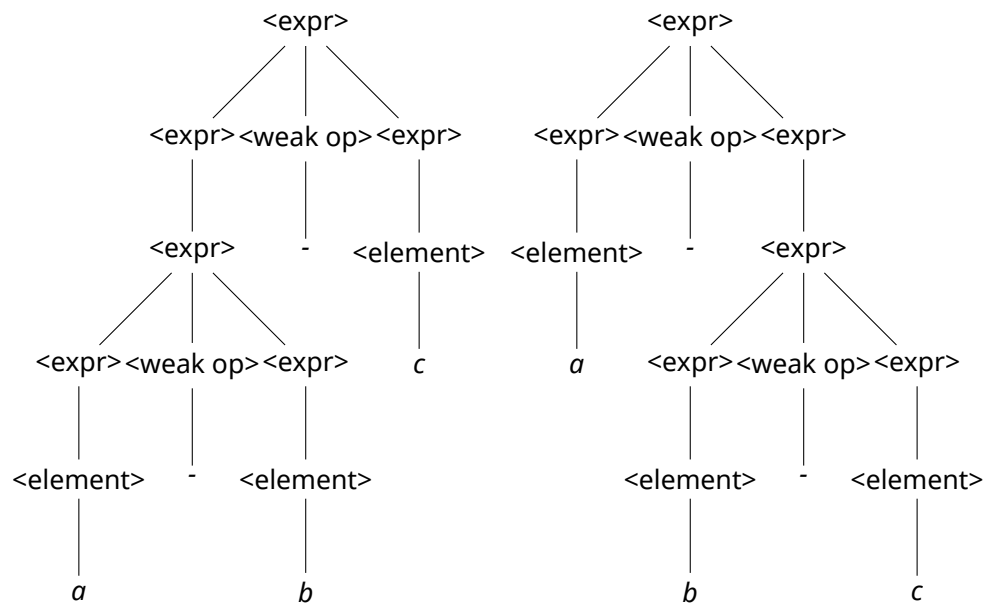 <expr> <expr>
<expr> <weak op> <expr> <expr> <weak op> <expr>
<expr> - <element> <element> - <expr>
<expr> <weak op> <expr> c a <expr> <weak op> <expr>
<element> - <element> <element> - <element>
a b b c